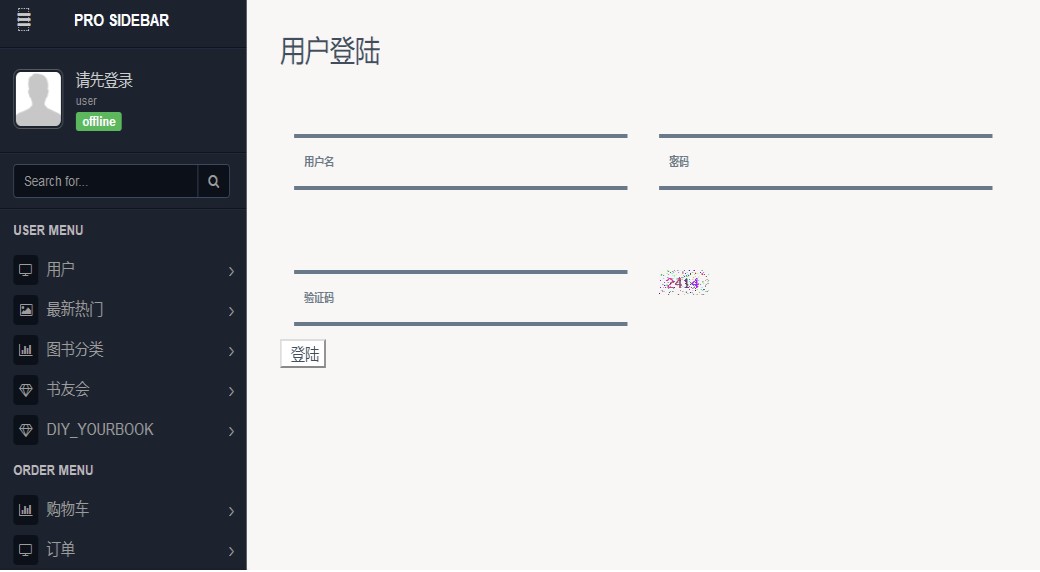 PRO SIDEBAR
请先登录
user
offline
Search for...
USER MENU
用户
最新热门
图书分类
书友会
DIY_YOURBOOK
ORDER MENU
购物车
订单
用户登陆
用户名
密码
验证码
2414
登陆